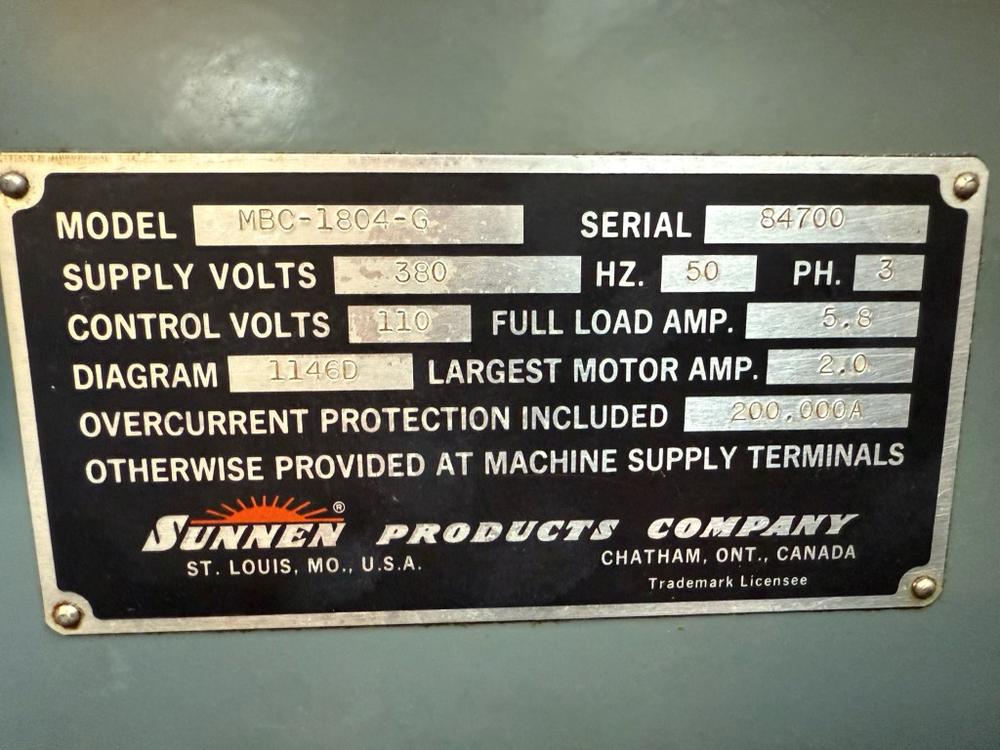 MODEL MBC-1804-G SERIAL 84700
SUPPLY VOLTS 380 HZ. 50 PH. 3
CONTROL VOLTS 110 FULL LOAD AMP. 5.8
DIAGRAM 1146D LARGEST MOTOR AMP. 2.0
OVERCURRENT PROTECTION INCLUDED 200,000A
OTHERWISE PROVIDED AT MACHINE SUPPLY TERMINALS
SUNNEN® PRODUCTS COMPANY
ST. LOUIS, MO., U.S.A. CHATHAM, ONT., CANADA
Trademark Licensee